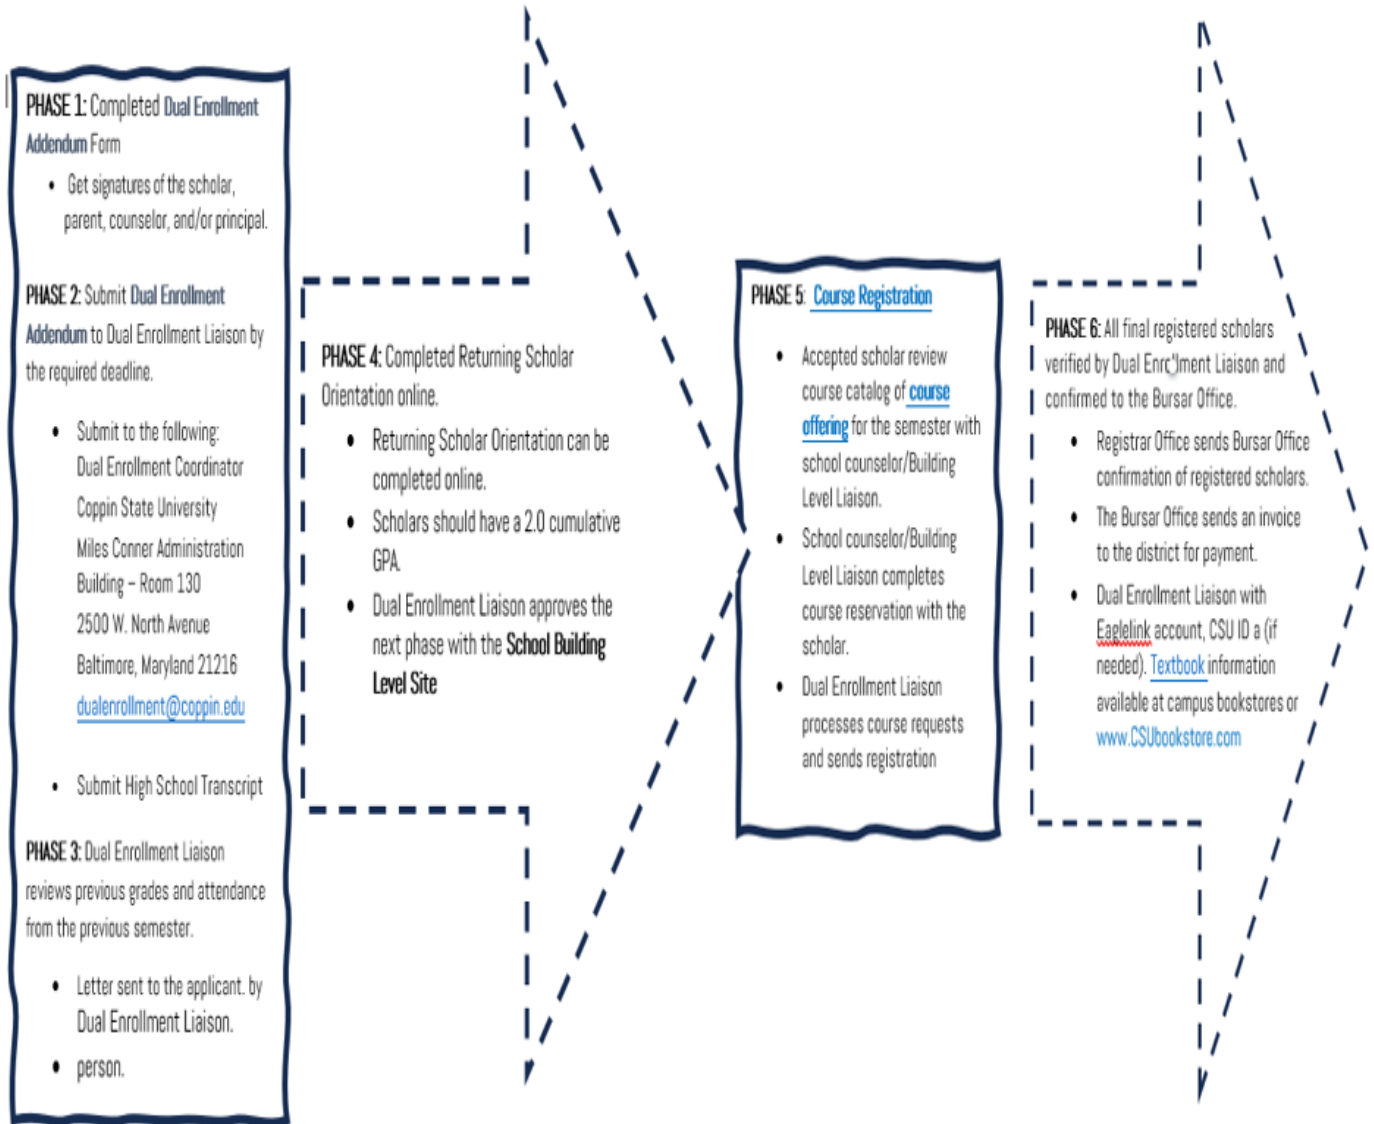 PHASE 1: Completed Dual Enrollment
Addendum Form
• Get signatures of the scholar,
parent, counselor, and/or principal.
PHASE 2: Submit Dual Enrollment
Addendum to Dual Enrollment Liaison by
the required deadline.
• Submit to the following:
Dual Enrollment Coordinator
Coppin State University
Miles Conner Administration
Building – Room 130
2500 W. North Avenue
Baltimore, Maryland 21216
dualenrollment@coppin.edu
• Submit High School Transcript
PHASE 3: Dual Enrollment Liaison
reviews previous grades and attendance
from the previous semester.
• Letter sent to the applicant. by
Dual Enrollment Liaison.
• person.
PHASE 4: Completed Returning Scholar
Orientation online.
• Returning Scholar Orientation can be
completed online.
• Scholars should have a 2.0 cumulative
GPA.
• Dual Enrollment Liaison approves the
next phase with the School Building
Level Site
PHASE 5: Course Registration
• Accepted scholar review
course catalog of course
offering for the semester with
school counselor/Building
Level Liaison.
• School counselor/Building
Level Liaison completes
course reservation with the
scholar.
• Dual Enrollment Liaison
processes course requests
and sends registration
PHASE 6: All final registered scholars
verified by Dual Enrollment Liaison and
confirmed to the Bursar Office.
• Registrar Office sends Bursar Office
confirmation of registered scholars.
• The Bursar Office sends an invoice
to the district for payment.
• Dual Enrollment Liaison with
Eaglelink account, CSU ID a (if
needed). Textbook information
available at campus bookstores or
www.CSUbookstore.com